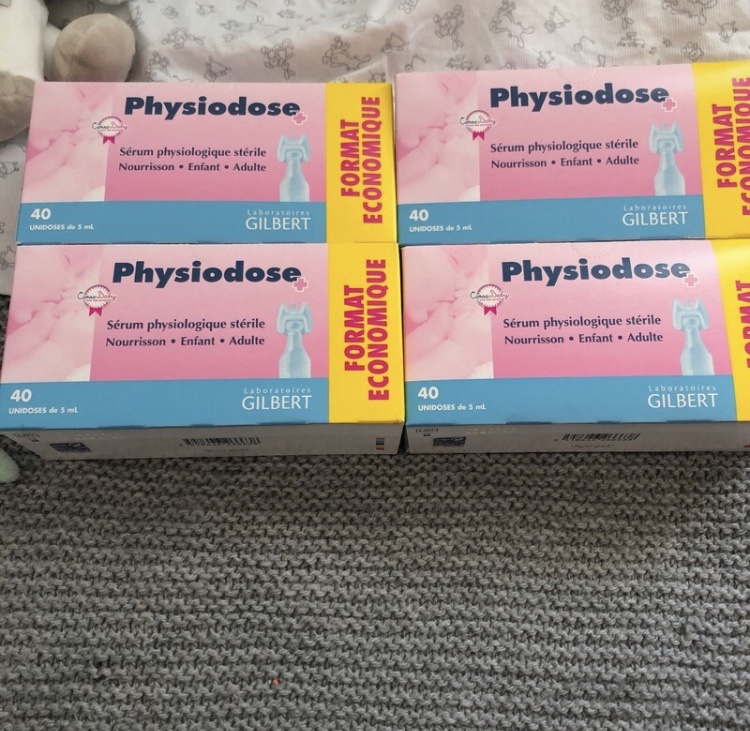 Physiodose
Sérum physiologique stérile
Nourrisson • Enfant • Adulte
40
UNIDOSES de 5 mL
Laboratoires
GILBERT
FORMAT
ECONOMIQUE
Physiodose
Sérum physiologique stérile
Nourrisson • Enfant • Adulte
40
UNIDOSES de 5 mL
Laboratoires
GILBERT
FORMAT
ECONOMIQUE
Physiodose
Sérum physiologique stérile
Nourrisson • Enfant • Adulte
40
UNIDOSES de 5 mL
Laboratoires
GILBERT
FORMAT
ECONOMIQUE
Physiodose
Sérum physiologique stérile
Nourrisson • Enfant • Adulte
40
UNIDOSES de 5 mL
Laboratoires
GILBERT
FORMAT